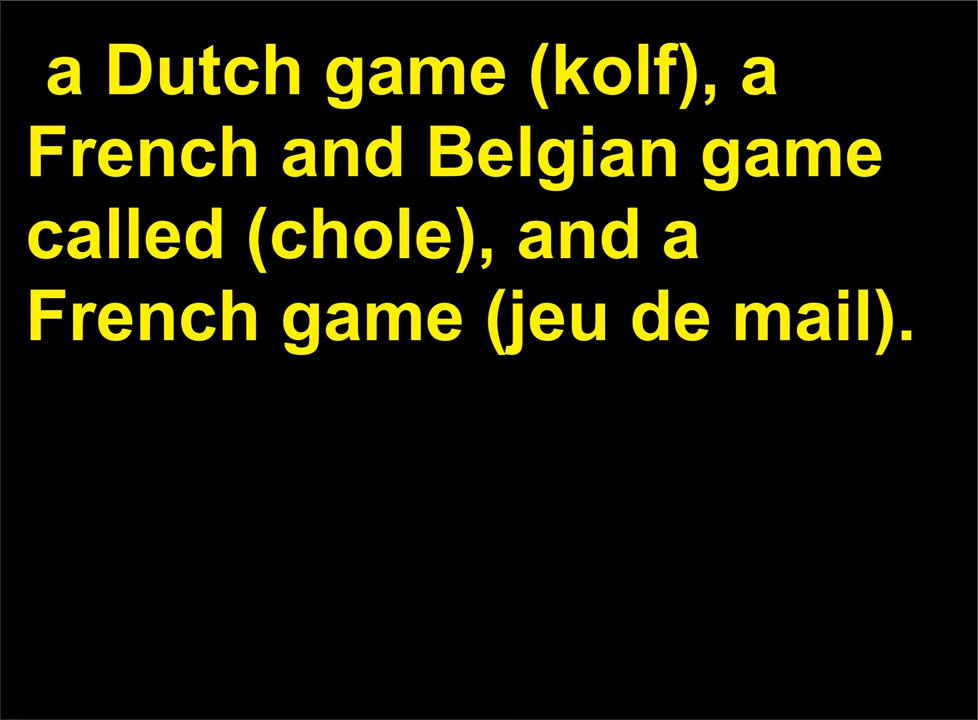 a Dutch game (kolf), a
French and Belgian game
called (chole), and a
French game (jeu de mail).